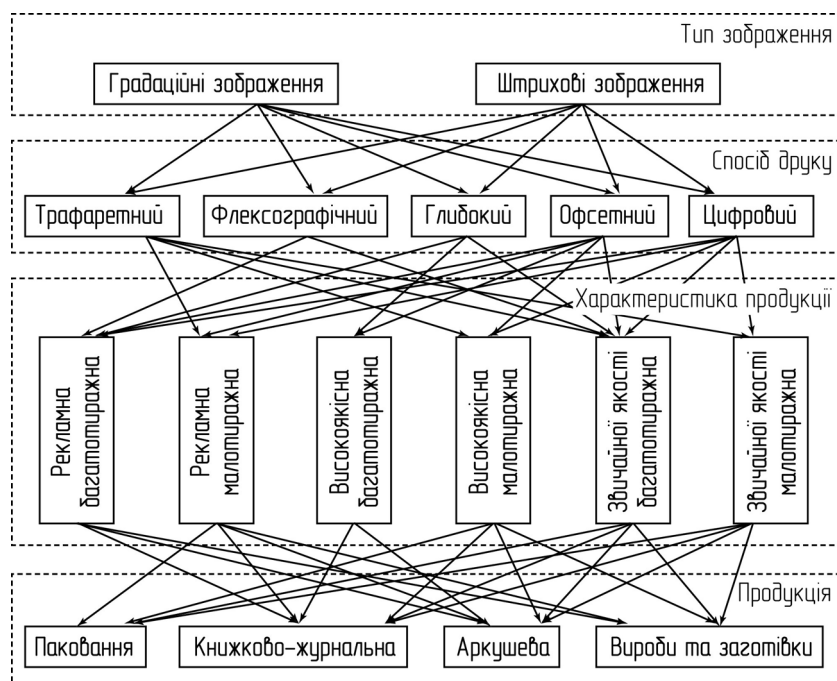 Тип зображення
Градаційні зображення
Штрихові зображення
Спосіб друку
Трафаретний
Флексографічний
Глибокий
Офсетний
Цифровий
Характеристика продукції
Рекламна
багатотиражна
Рекламна
малотиражна
Високоякісна
багатотиражна
Високоякісна
малотиражна
Звичайної якості
багатотиражна
Звичайної якості
малотиражна
Продукція
Паковання
Книжково-журнальна
Аркушева
Вироби та заготівки